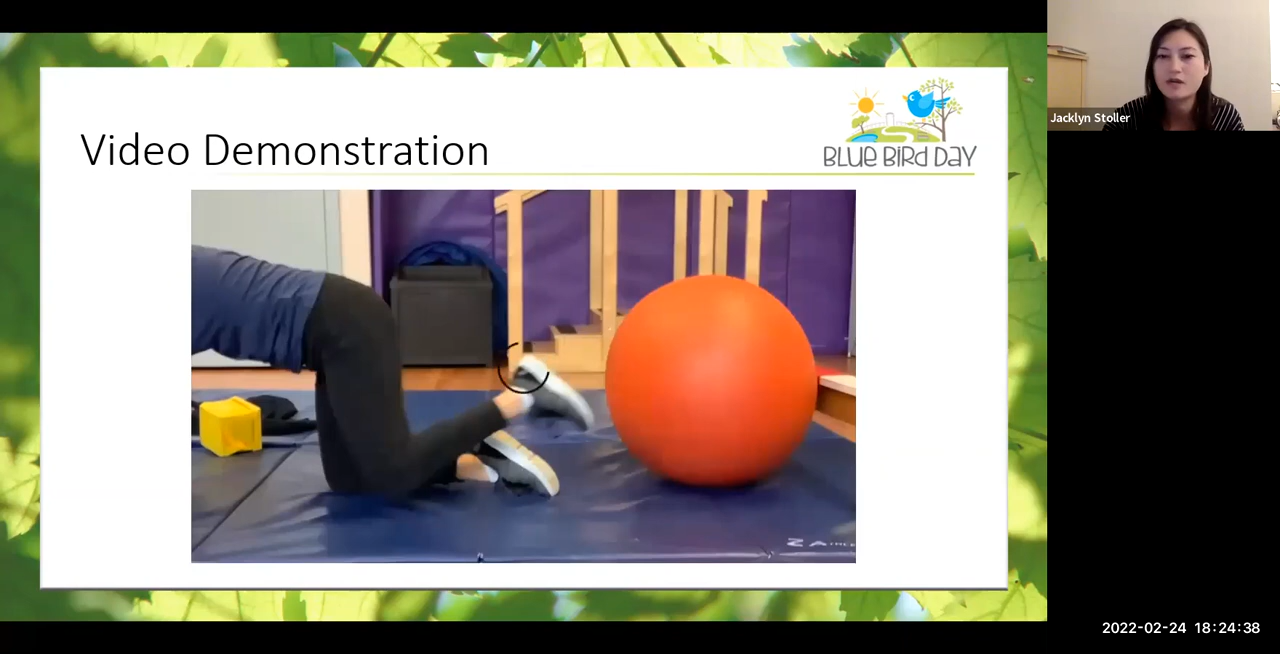 Video Demonstration
BLUE BIRD DAY
Jacklyn Stoller
2022-02-24 18:24:38